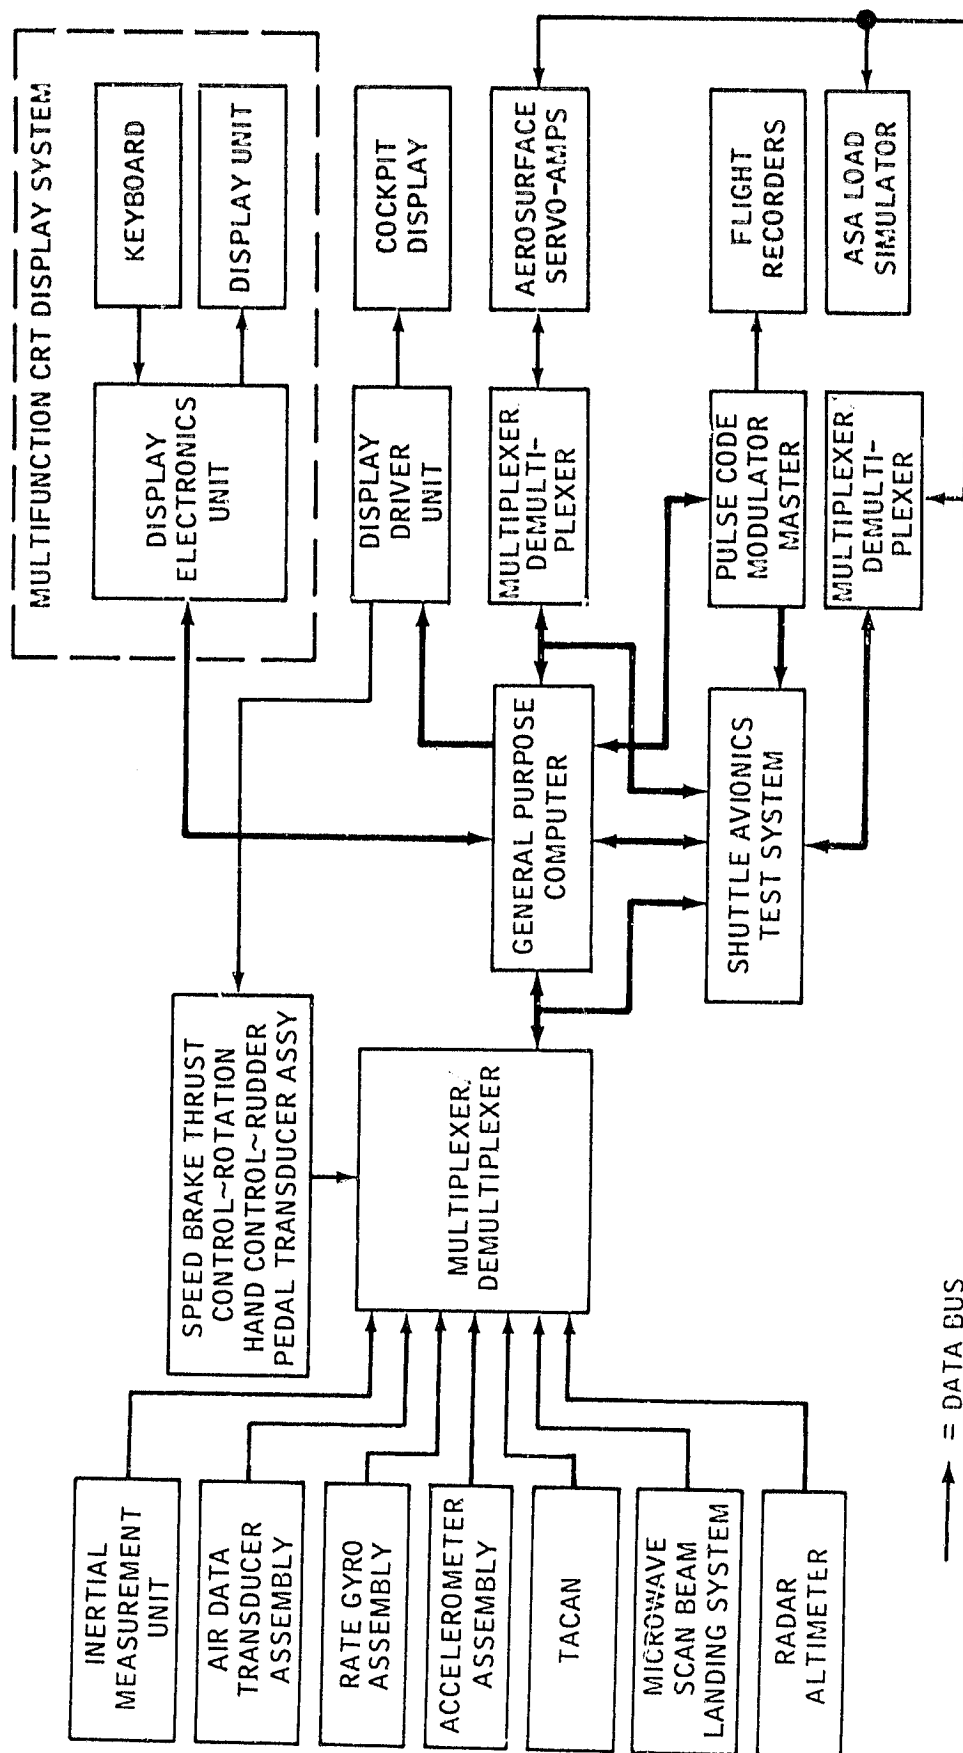 MULTIFUNCTION CRT DISPLAY SYSTEM
KEYBOARD
DISPLAY UNIT
DISPLAY
ELECTRONICS
UNIT
COCKPIT
DISPLAY
DISPLAY
DRIVER
UNIT
AEROSURFACE
SERVO-AMPS
MULTIPLEXER
DEMULTI-
PLEXER
FLIGHT
RECORDERS
PULSE CODE
MODULATOR
MASTER
ASA LOAD
SIMULATOR
MULTIPLEXER
DEMULTI-
PLEXER
GENERAL PURPOSE
COMPUTER
SHUTTLE AVIONICS
TEST SYSTEM
SPEED BRAKE THRUST
CONTROL~ROTATION
HAND CONTROL~RUDDER
PEDAL TRANSDUCER ASSY
MULTIPLEXER
DEMULTIPLEXER
INERTIAL
MEASUREMENT
UNIT
AIR DATA
TRANSDUCER
ASSEMBLY
RATE GYRO
ASSEMBLY
ACCELEROMETER
ASSEMBLY
TACAN
MICROWAVE
SCAN BEAM
LANDING SYSTEM
RADAR
ALTIMETER
= DATA BUS